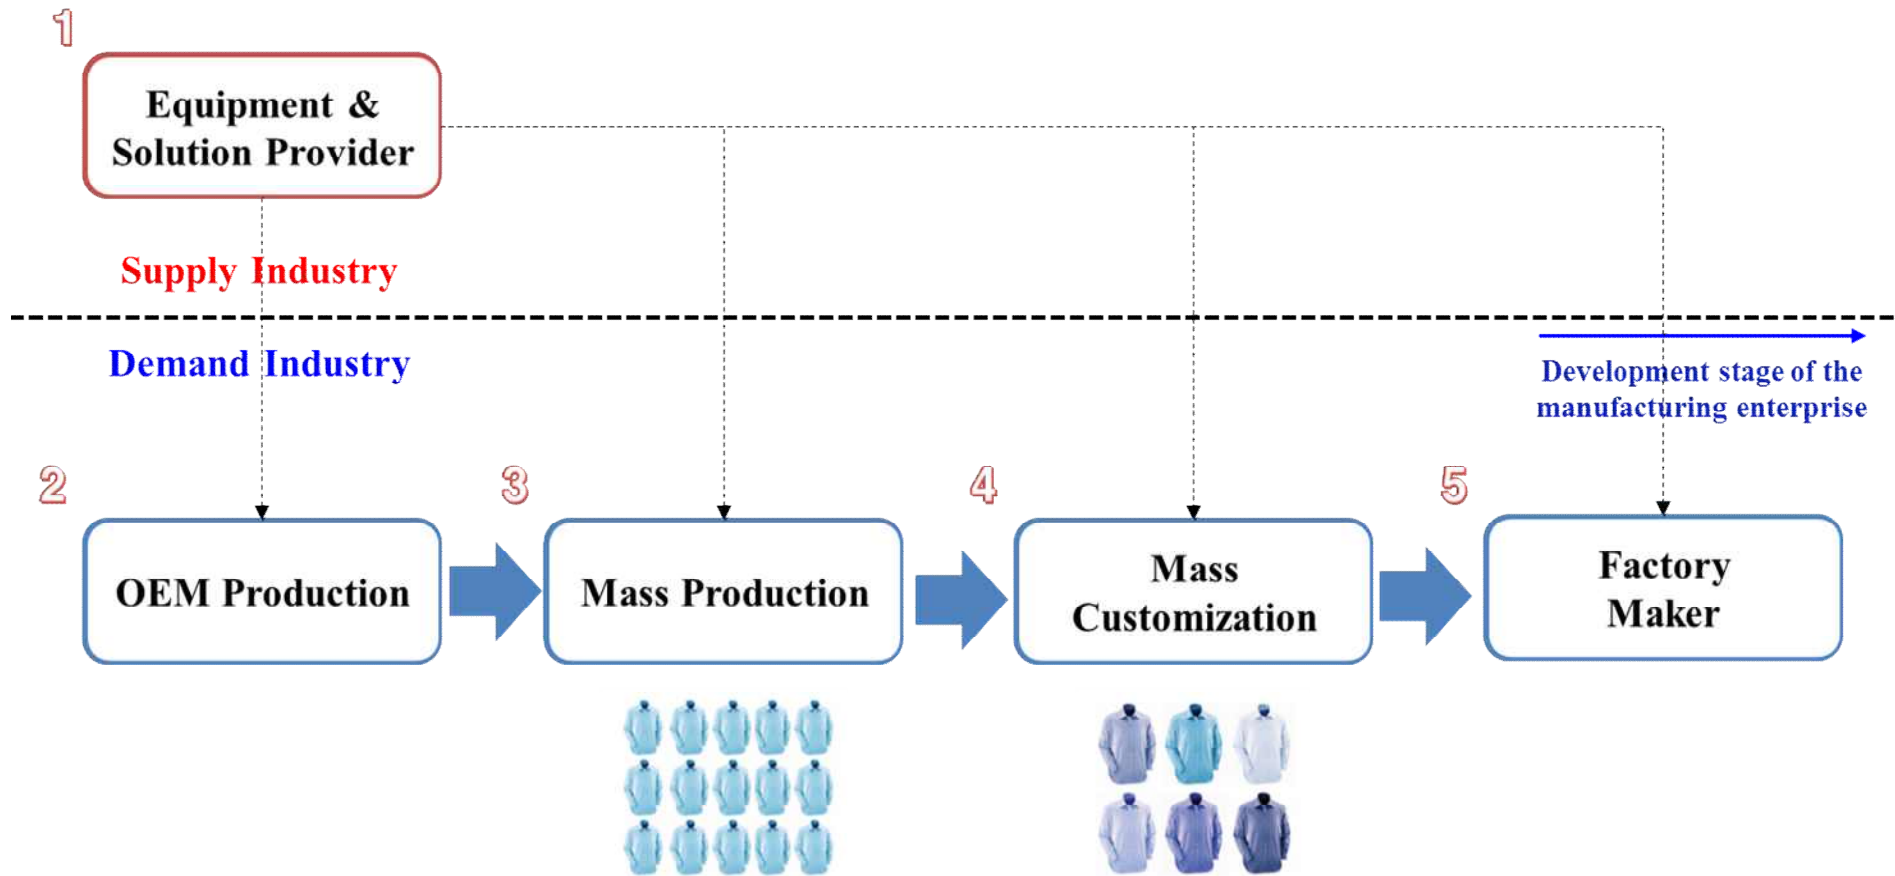 1
Equipment &
Solution Provider
Supply Industry
Demand Industry
Development stage of the
manufacturing enterprise
2
3
4
5
OEM Production
Mass Production
Mass
Customization
Factory
Maker